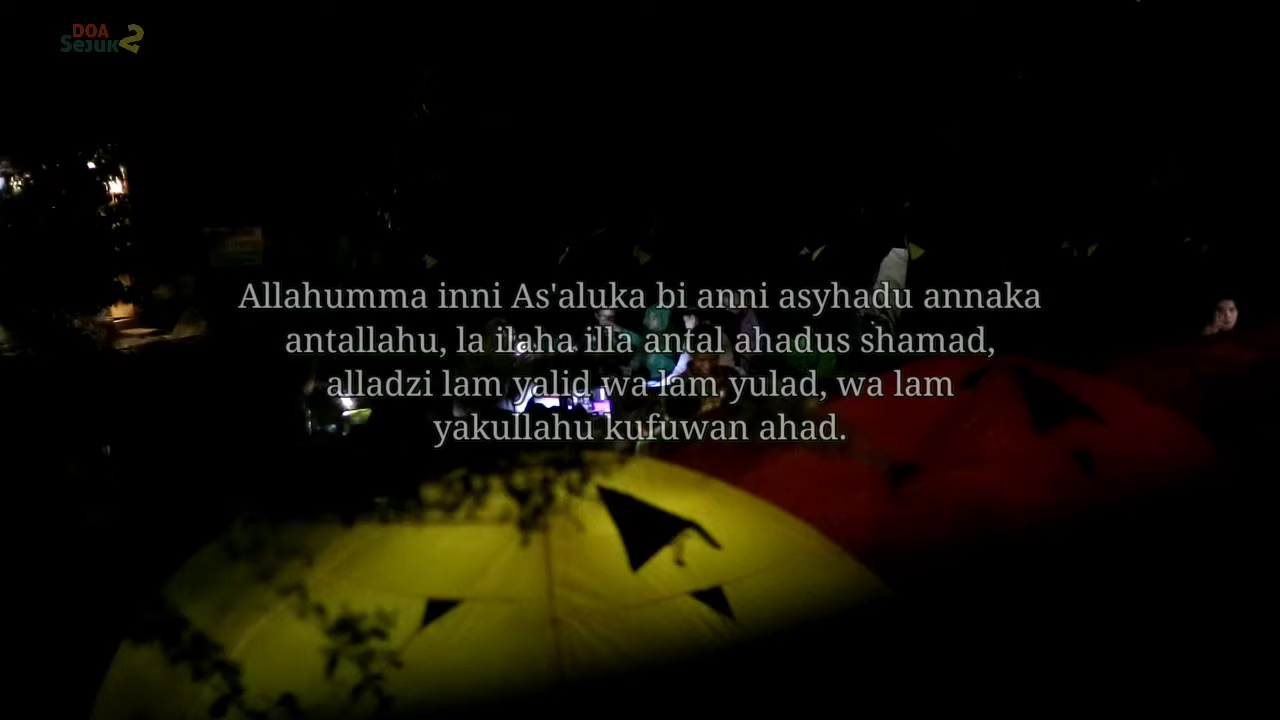 DOA
Sejuk2
Allahumma inni As'aluka bi anni asyhadu annaka
antallahu, la ilaha illa antal ahadus shamad,
alladzi lam yalid wa lam yulad, wa lam
yakullahu kufuwan ahad.